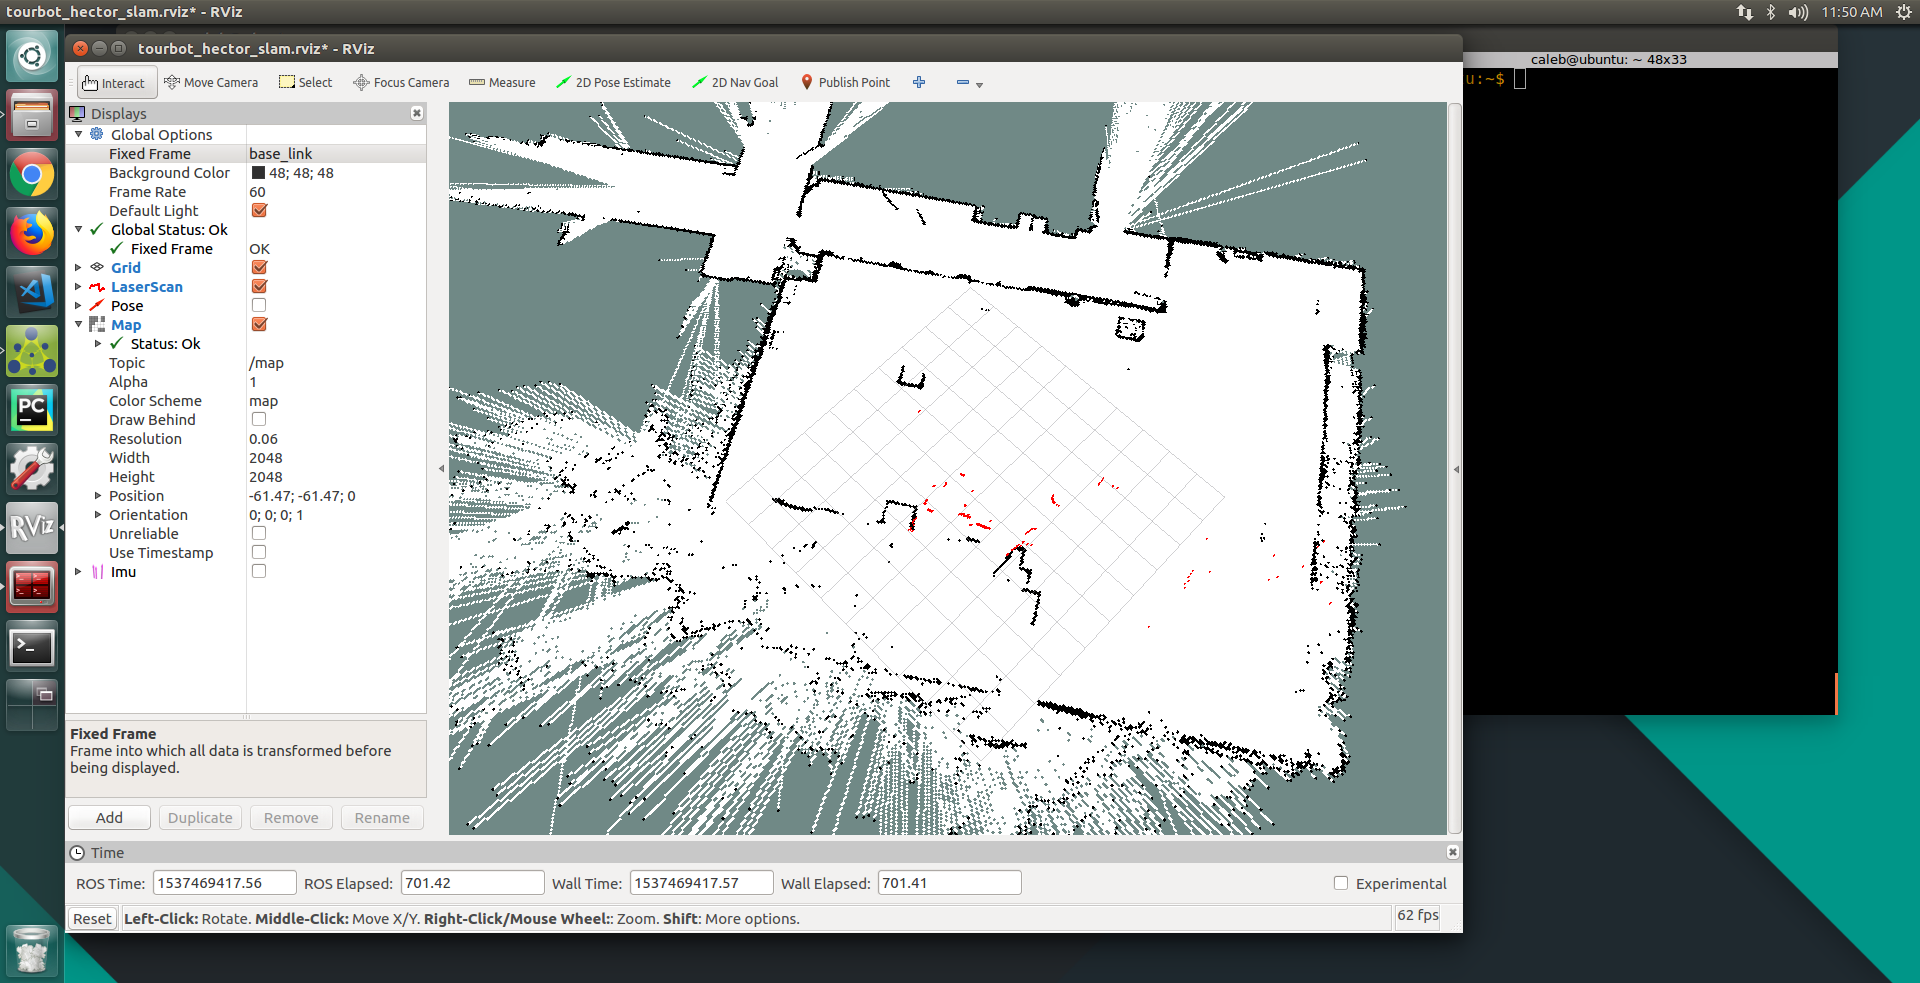 tourbot_hector_slam.rviz* - RViz
11:50 AM
tourbot_hector_slam.rviz* - RViz
caleb@ubuntu: ~ 48x33
u:~$
Interact Move Camera Select Focus Camera Measure 2D Pose Estimate 2D Nav Goal Publish Point
Displays
Global Options
Fixed Frame base_link
Background Color 48; 48; 48
Frame Rate 60
Default Light
Global Status: Ok
Fixed Frame OK
Grid
LaserScan
Pose
Map
Status: Ok
Topic /map
Alpha 1
Color Scheme map
Draw Behind
Resolution 0.06
Width 2048
Height 2048
Position -61.47; -61.47; 0
Orientation 0; 0; 0; 1
Unreliable
Use Timestamp
Imu
PC
RViz
Fixed Frame
Frame into which all data is transformed before
being displayed.
Add Duplicate Remove Rename
Time
ROS Time: 1537469417.56 ROS Elapsed: 701.42 Wall Time: 1537469417.57 Wall Elapsed: 701.41 Experimental
Reset Left-Click: Rotate. Middle-Click: Move X/Y. Right-Click/Mouse Wheel:: Zoom. Shift: More options. 62 fps